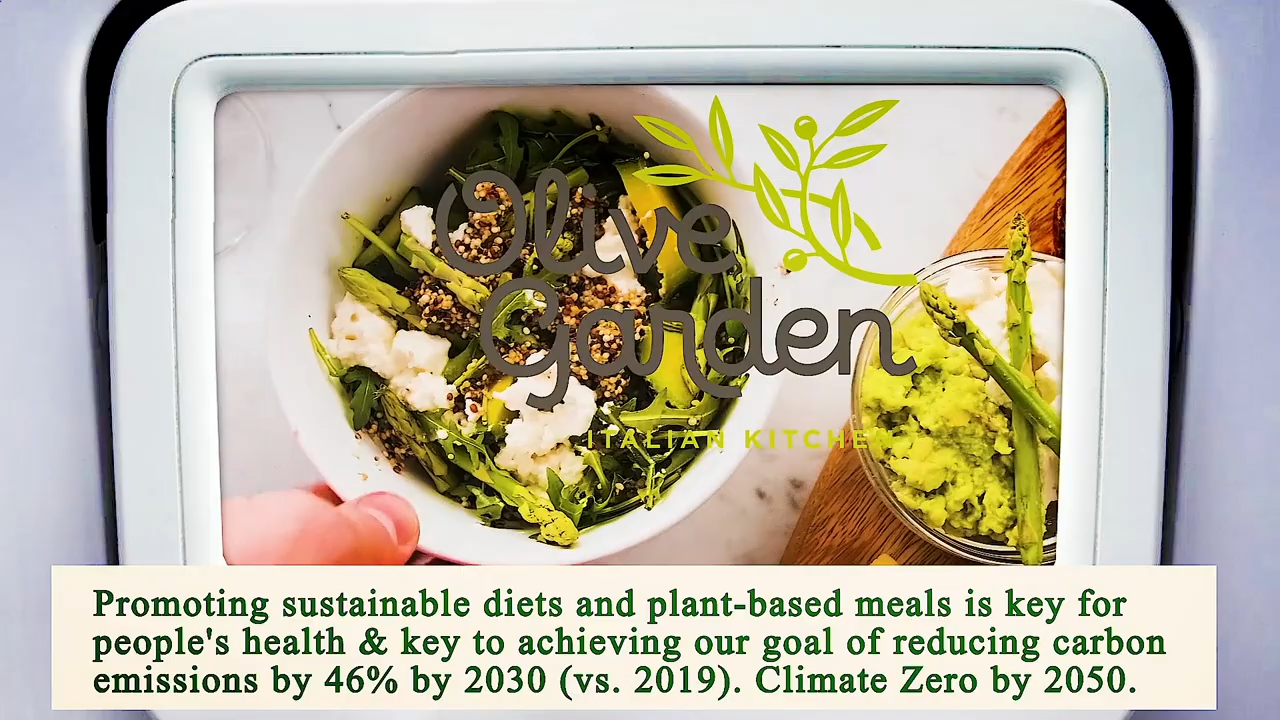 Olive
Garden
ITALIAN KITCHEN
Promoting sustainable diets and plant-based meals is key for
people's health & key to achieving our goal of reducing carbon
emissions by 46% by 2030 (vs. 2019). Climate Zero by 2050.